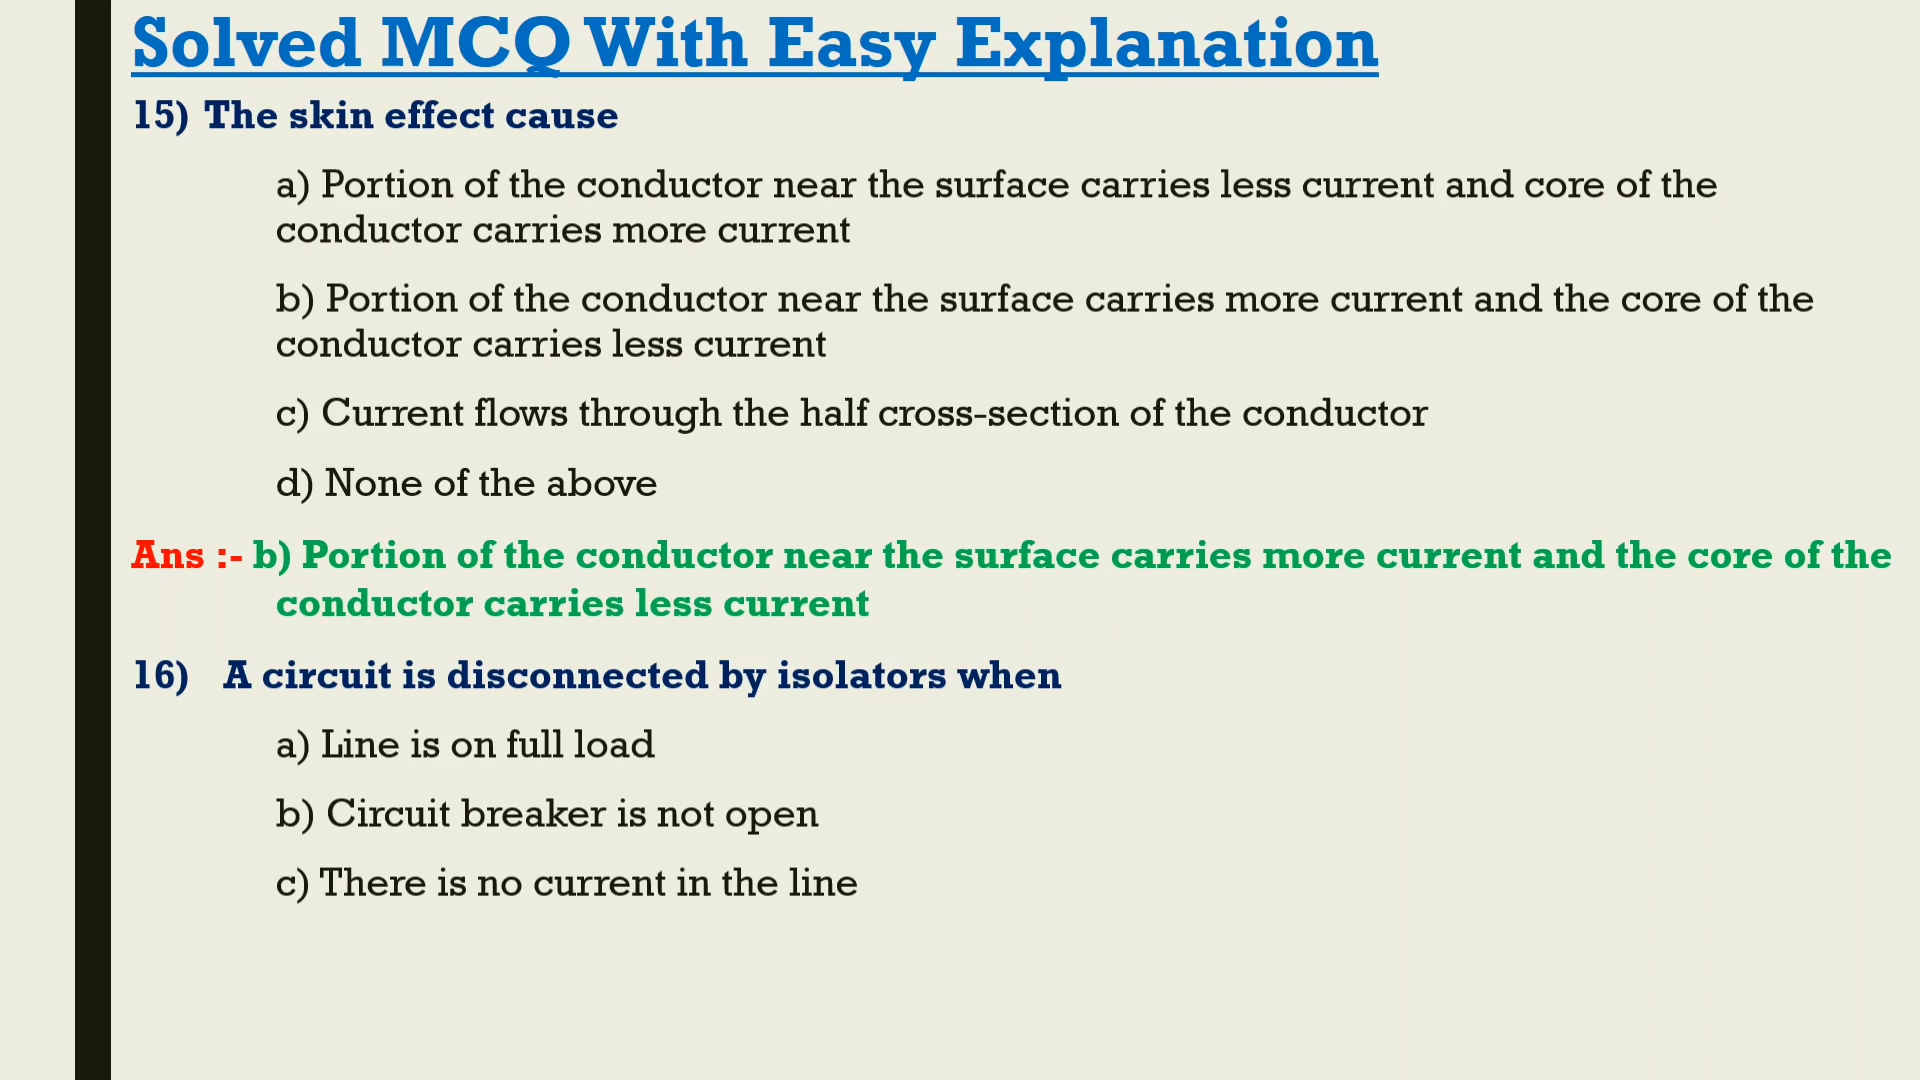 Solved MCQ With Easy Explanation
15) The skin effect cause
a) Portion of the conductor near the surface carries less current and core of the
conductor carries more current
b) Portion of the conductor near the surface carries more current and the core of the
conductor carries less current
c) Current flows through the half cross-section of the conductor
d) None of the above
Ans :- b) Portion of the conductor near the surface carries more current and the core of the
conductor carries less current
16) A circuit is disconnected by isolators when
a) Line is on full load
b) Circuit breaker is not open
c) There is no current in the line